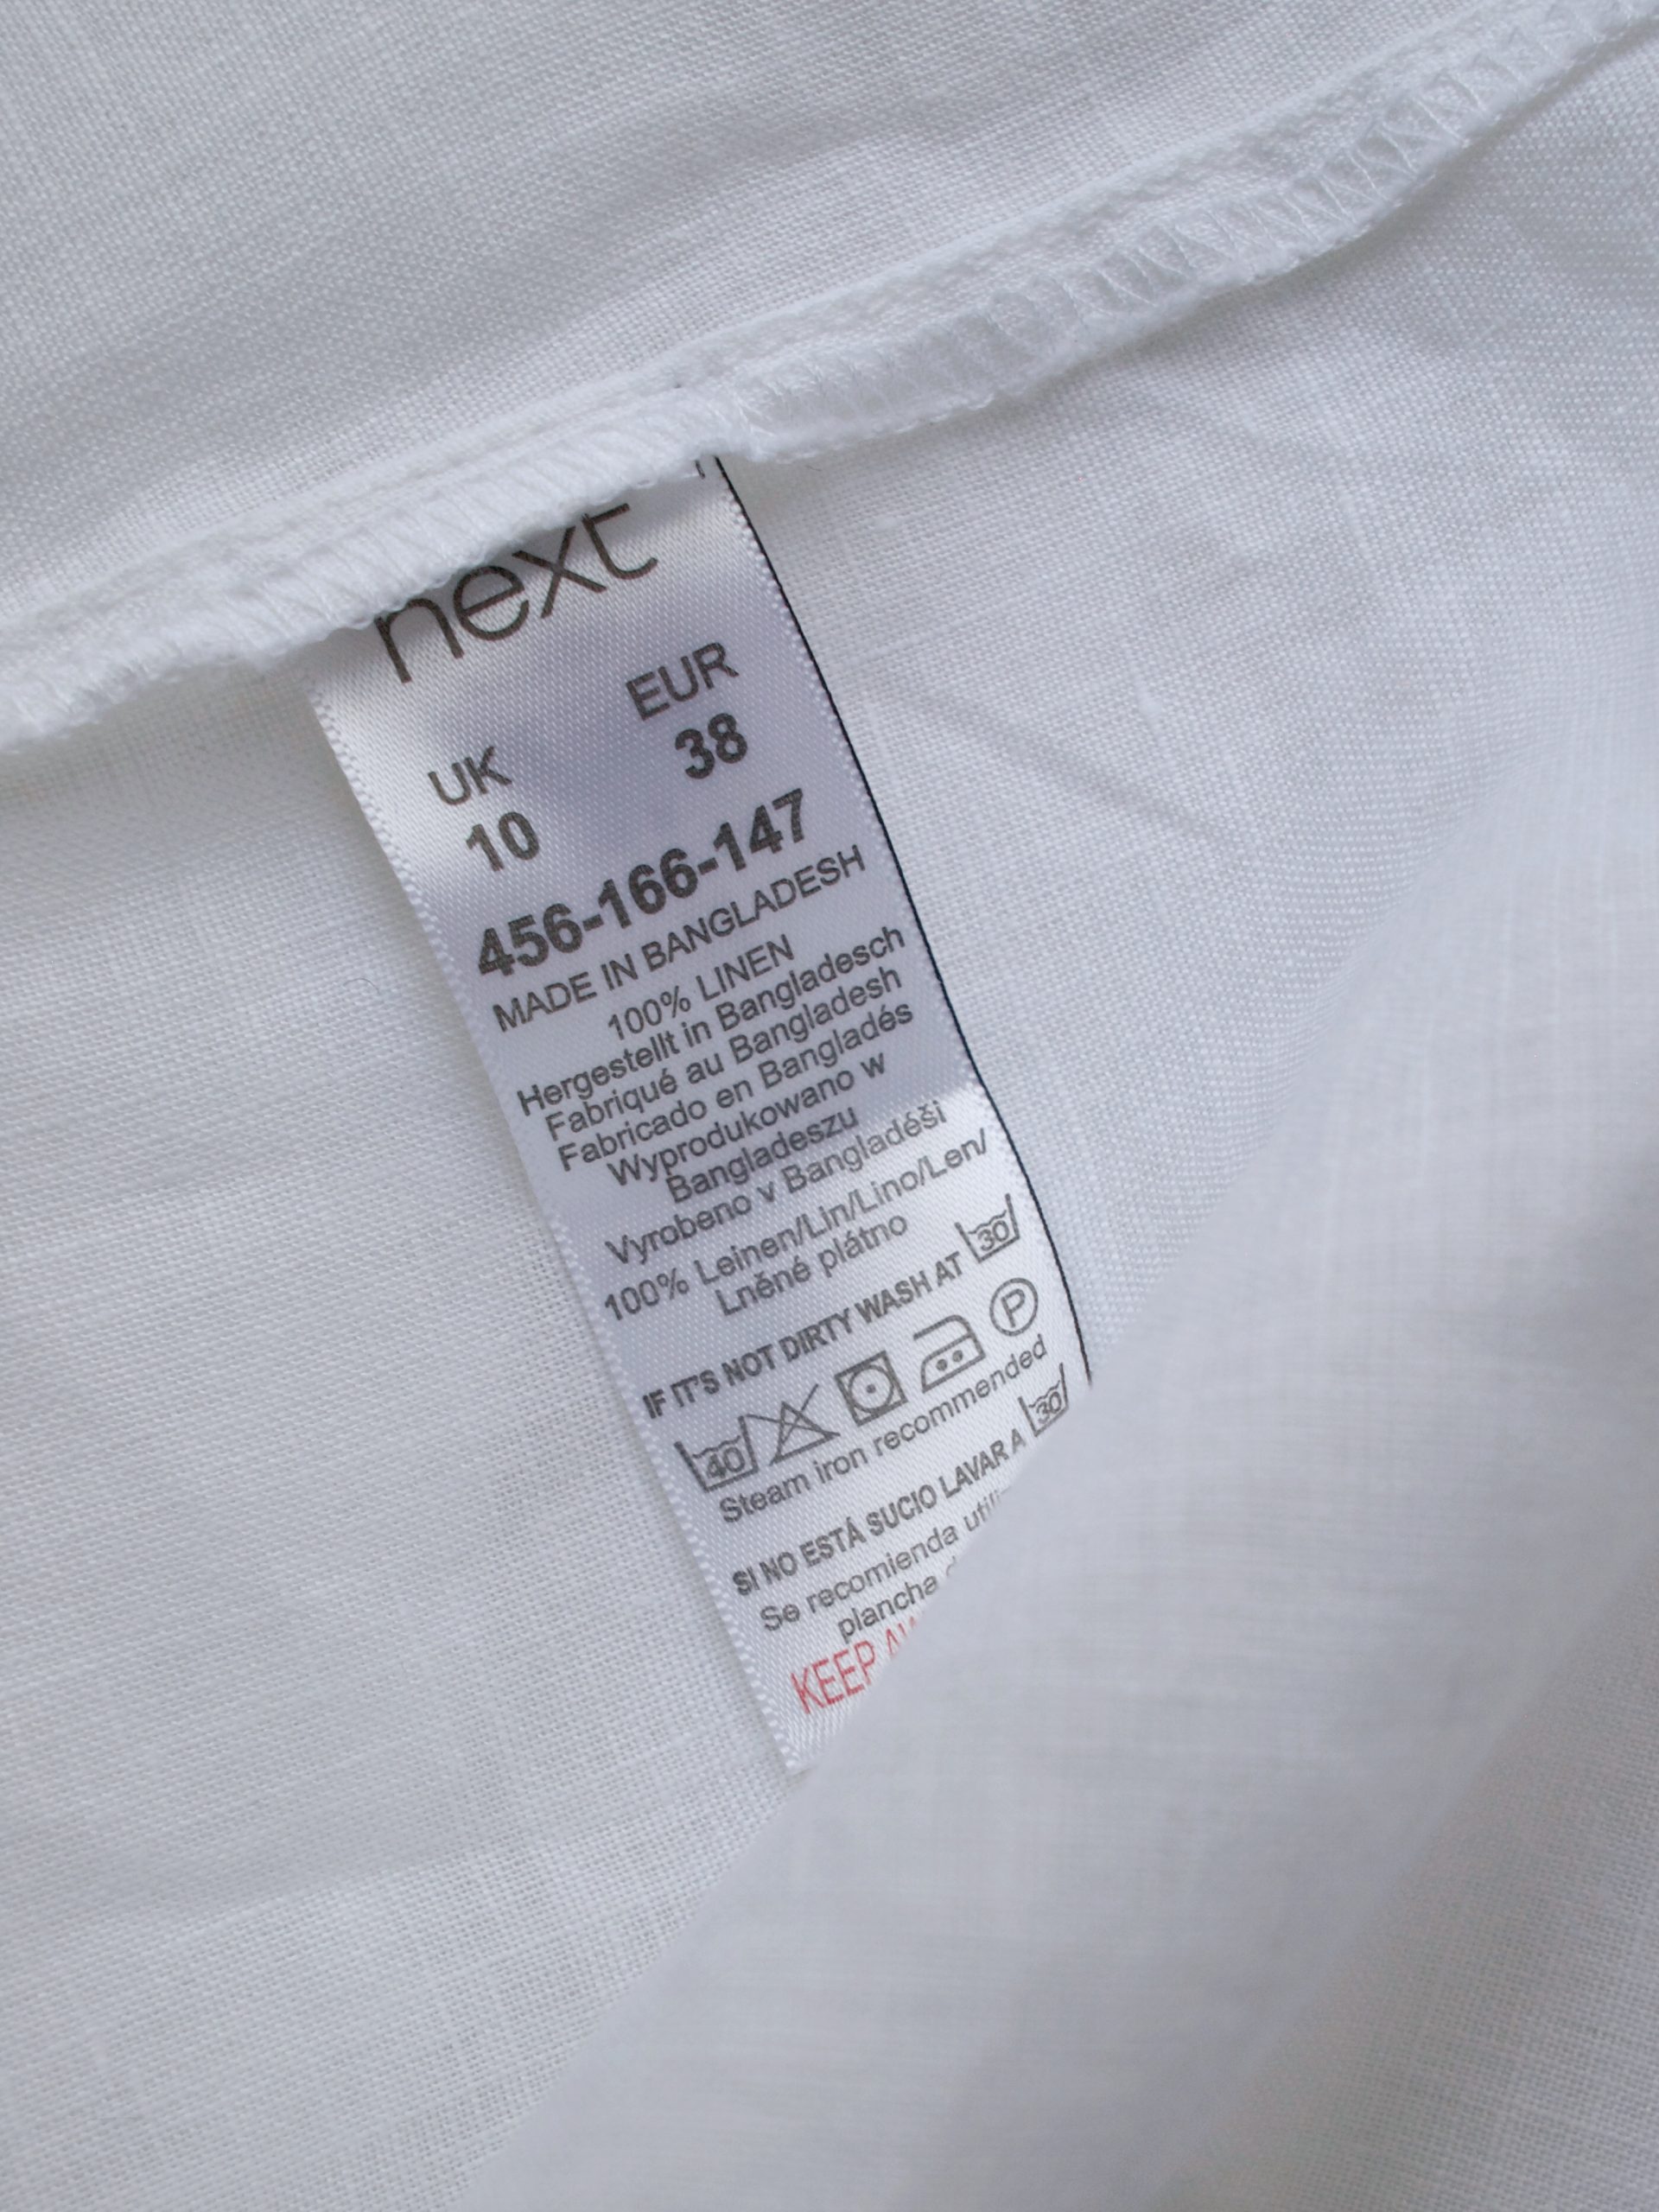 next
UK EUR
10 38
456-166-147
MADE IN BANGLADESH
100% LINEN
Hergestellt in Bangladesch
Fabriqué au Bangladesh
Fabricado en Bangladés
Wyprodukowano w
Bangladeszu
Vyrobeno v Bangladéši
100% Leinen/Lin/Lino/Len/
Lněné plátno
IF IT'S NOT DIRTY WASH AT 30
40 P
Steam iron recommended
SI NO ESTÁ SUCIO LAVAR A 30
Se recomienda
plancha
KEEP